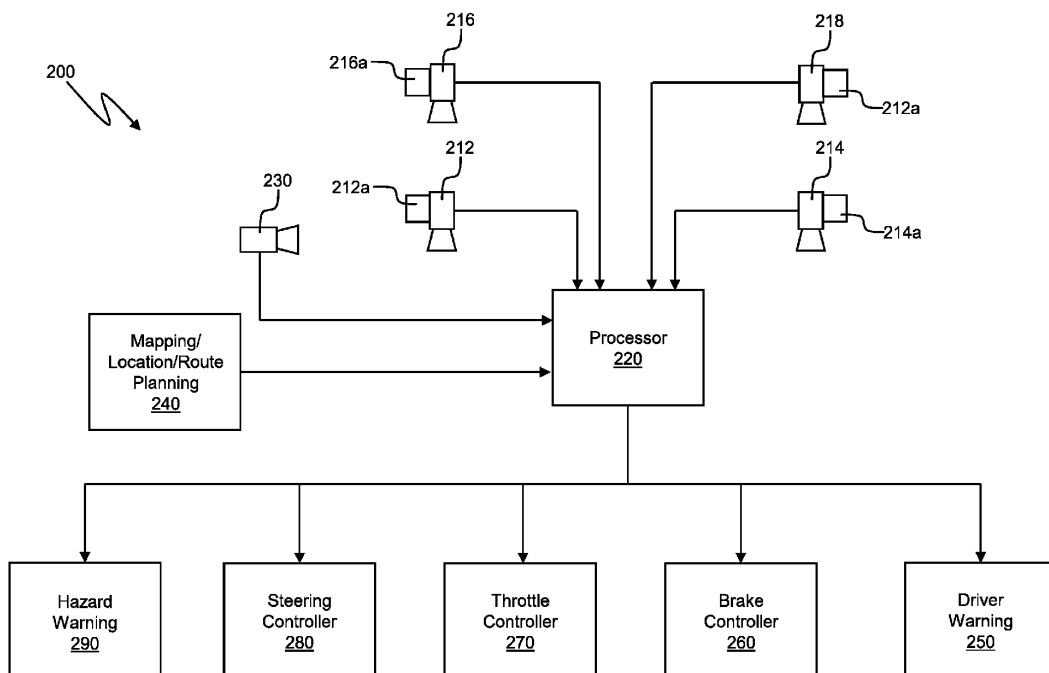 216
218
200
216a
212a
212
214
230
212a
214a
Mapping/
Location/Route
Planning
240
Processor
220
Hazard
Warning
290
Steering
Controller
280
Throttle
Controller
270
Brake
Controller
260
Driver
Warning
250